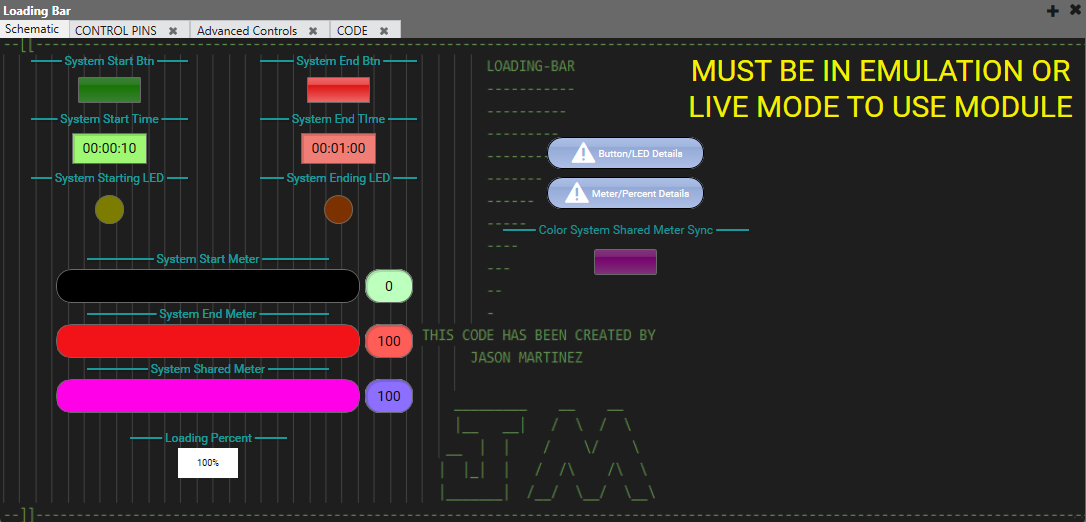 Loading Bar
Schematic
CONTROL PINS
Advanced Controls
CODE
System Start Btn
System End Btn
System Start Time
System End TIme
00:00:10
00:01:00
System Starting LED
System Ending LED
System Start Meter
0
System End Meter
100
System Shared Meter
100
Loading Percent
100%
LOADING-BAR
MUST BE IN EMULATION OR
LIVE MODE TO USE MODULE
Button/LED Details
Meter/Percent Details
Color System Shared Meter Sync
THIS CODE HAS BEEN CREATED BY
JASON MARTINEZ
JM